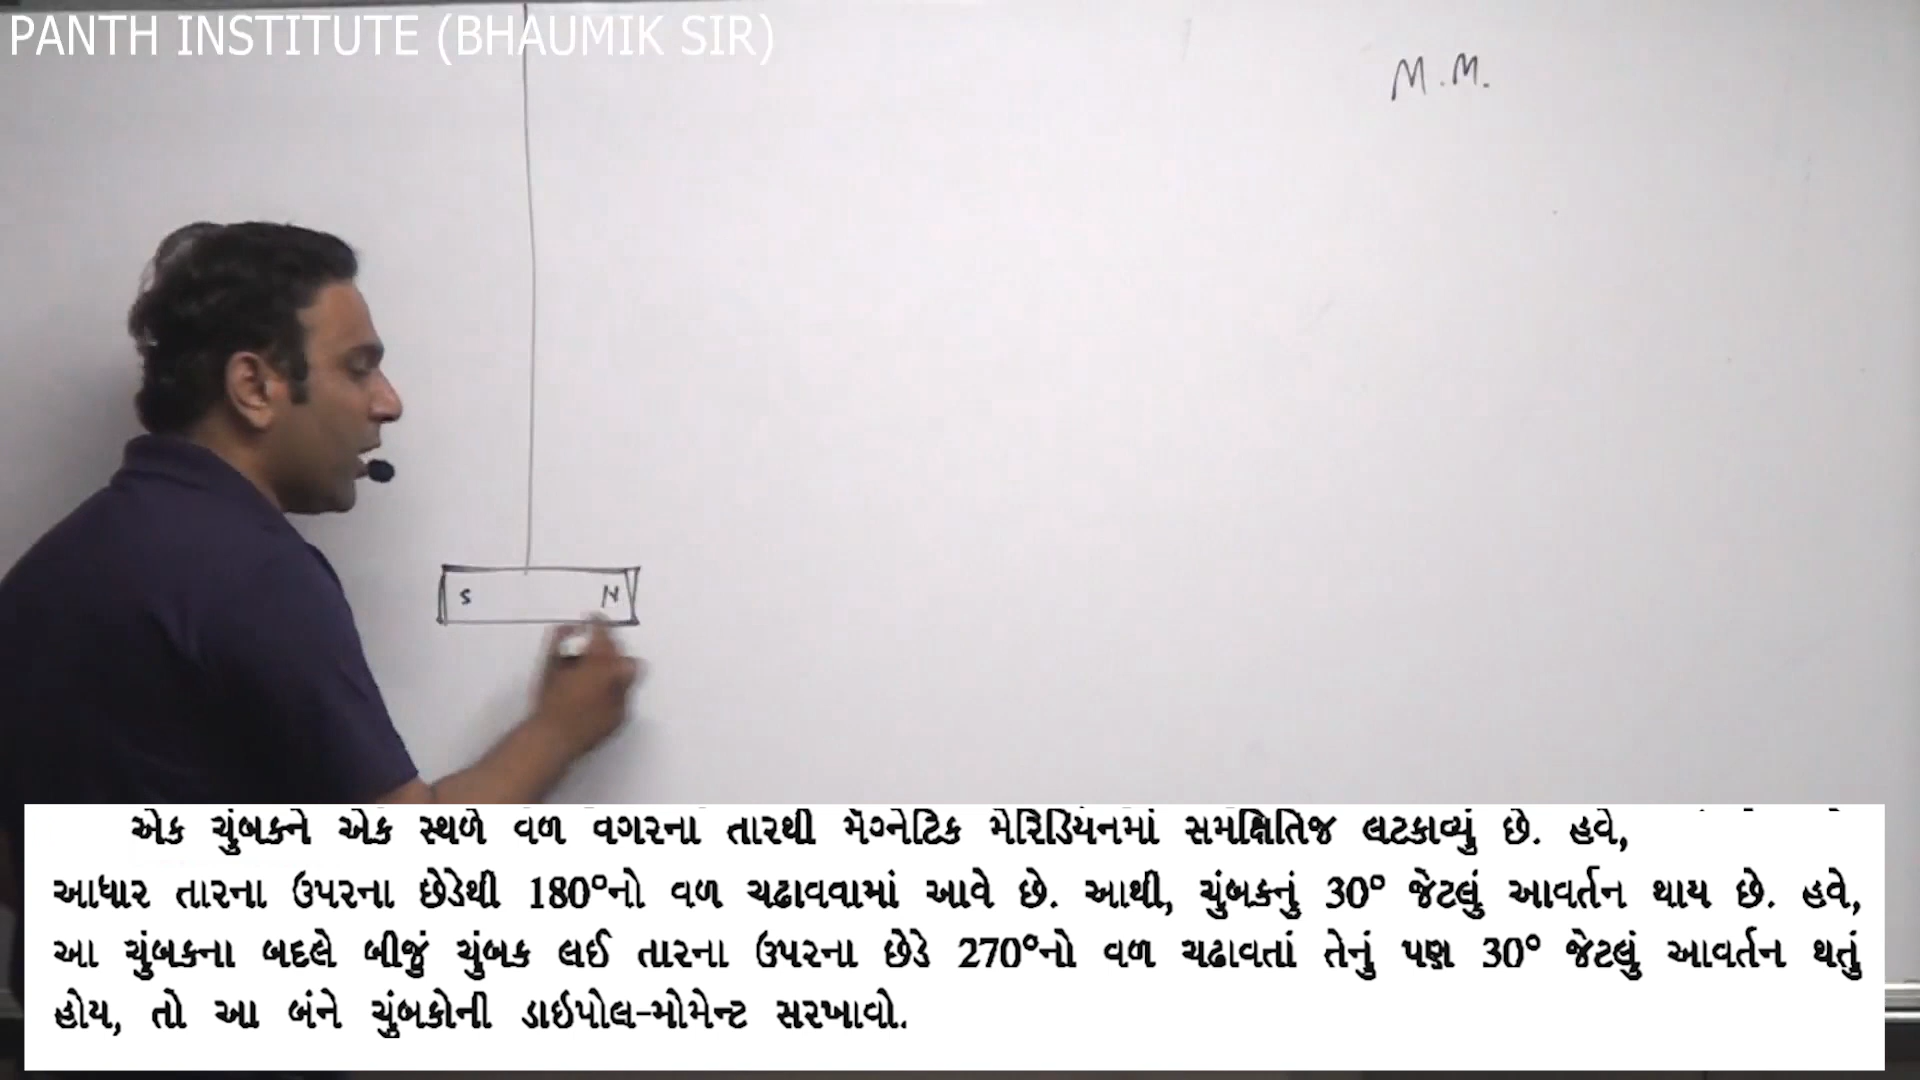 PANTH INSTITUTE (BHAUMIK SIR)
M.M.
S N
એક ચુંબકને એક સ્થળે વળ વગરના તારથી મૅગ્નેટિક મેરિડિયનમાં સમક્ષિતિજ લટકાવ્યું છે. હવે,
આધાર તારના ઉપરના છેડેથી 180°નો વળ ચઢાવવામાં આવે છે. આથી, ચુંબકનું 30° જેટલું આવર્તન થાય છે. હવે,
આ ચુંબકના બદલે બીજું ચુંબક લઈ તારના ઉપરના છેડે 270°નો વળ ચઢાવતાં તેનું પણ 30° જેટલું આવર્તન થતું
હોય, તો આ બંને ચુંબકોની ડાઇપોલ-મોમેન્ટ સરખાવો.